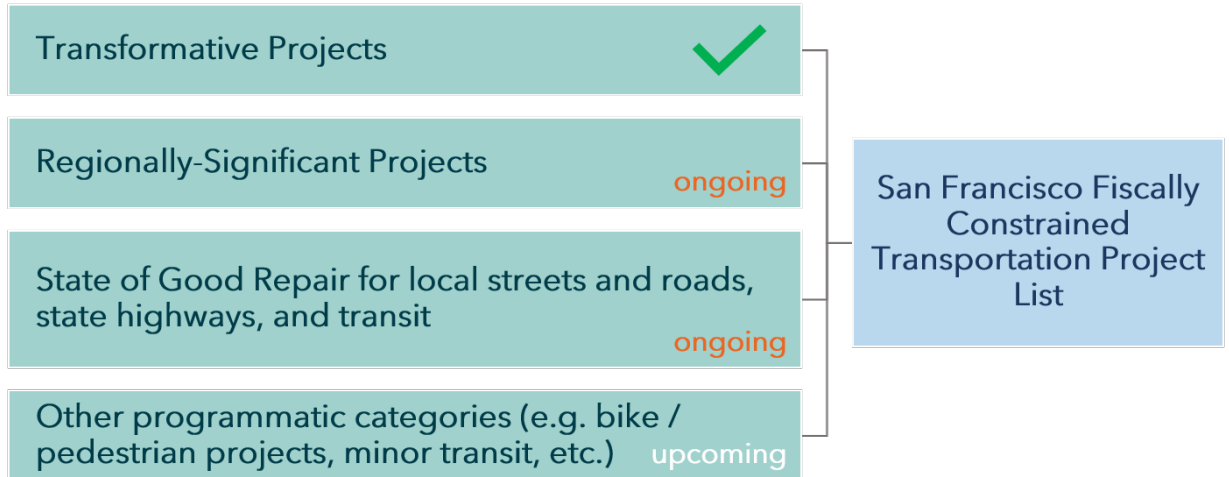 Transformative Projects
Regionally-Significant Projects
ongoing
State of Good Repair for local streets and roads,
state highways, and transit
ongoing
Other programmatic categories (e.g. bike /
pedestrian projects, minor transit, etc.) upcoming
San Francisco Fiscally
Constrained
Transportation Project
List